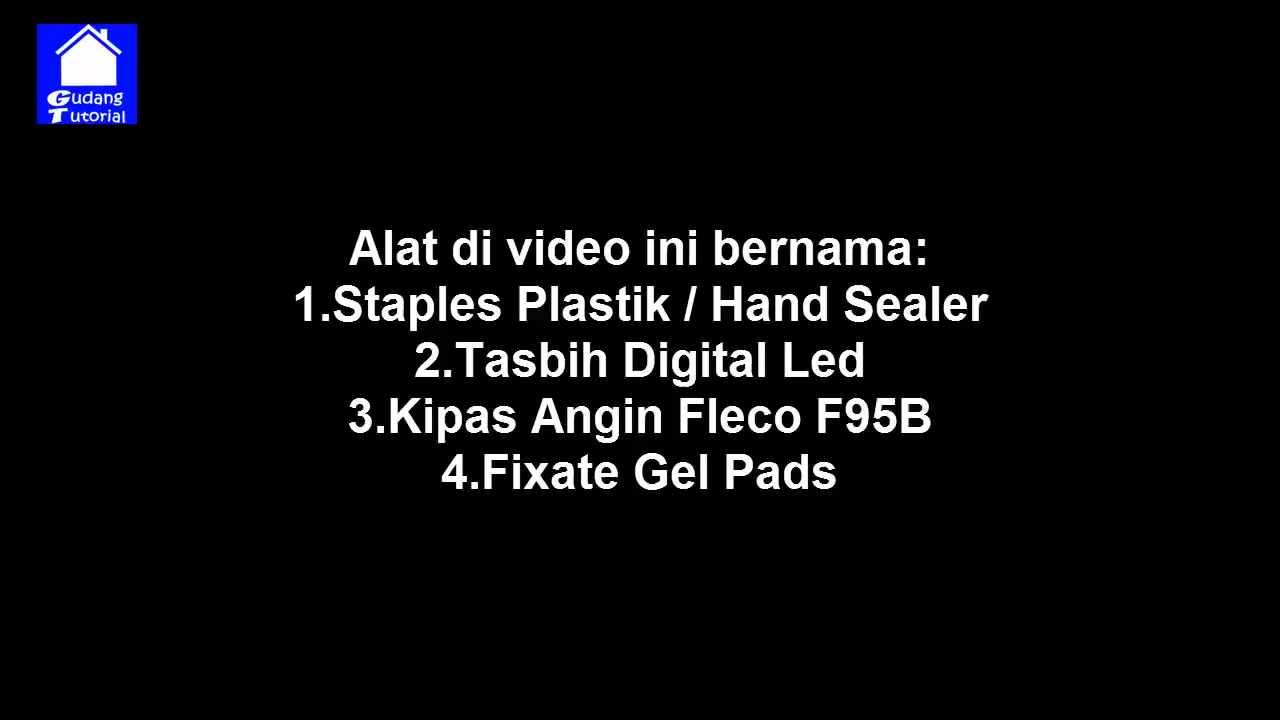 Gudang
Tutorial
Alat di video ini bernama:
1.Staples Plastik / Hand Sealer
2.Tasbih Digital Led
3.Kipas Angin Fleco F95B
4.Fixate Gel Pads